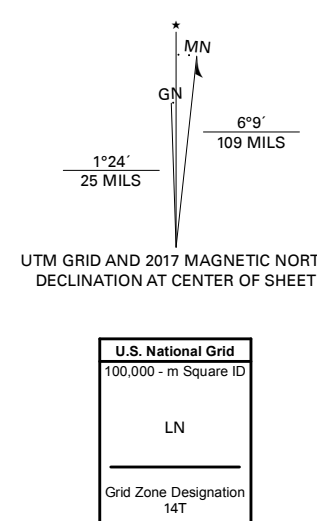 ★
MN
GN
6°9´
109 MILS
1°24´
25 MILS
UTM GRID AND 2017 MAGNETIC NORT
DECLINATION AT CENTER OF SHEET
U.S. National Grid
100,000 - m Square ID
LN
Grid Zone Designation
14T